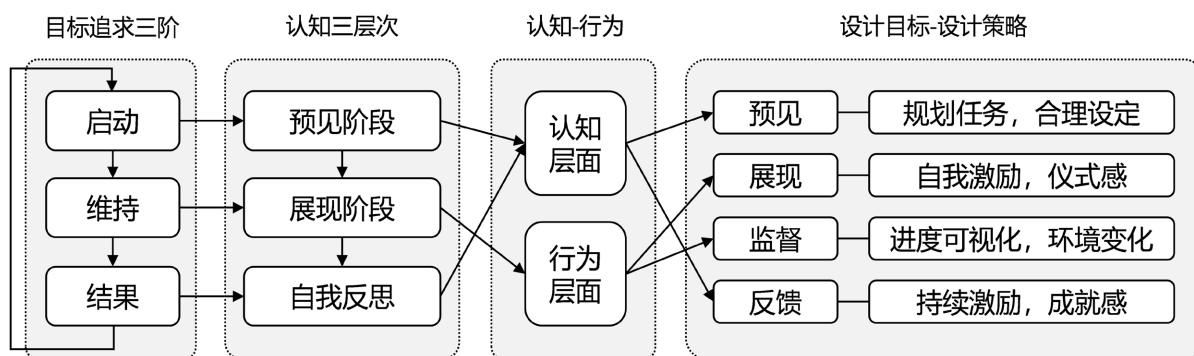 目标追求三阶
认知三层次
认知-行为
设计目标-设计策略
启动
预见阶段
认知
层面
预见
规划任务，合理设定
维持
展现阶段
展现
自我激励，仪式感
行为
层面
监督
进度可视化，环境变化
结果
自我反思
反馈
持续激励，成就感